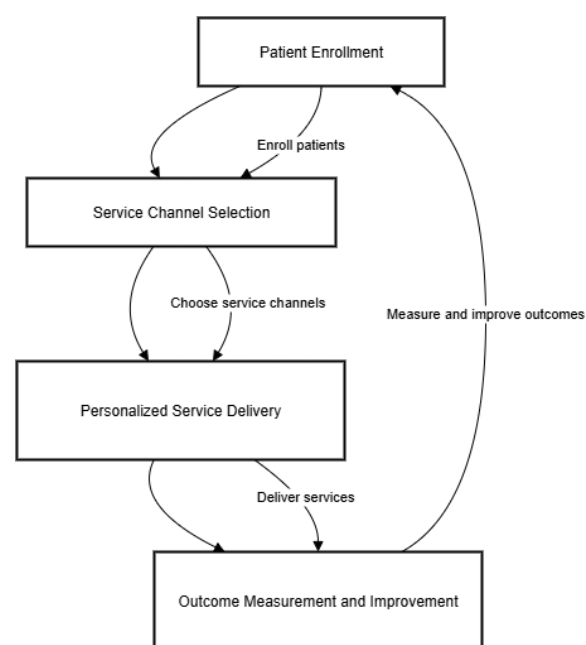 Patient Enrollment
Enroll patients
Service Channel Selection
Choose service channels
Measure and improve outcomes
Personalized Service Delivery
Deliver services
Outcome Measurement and Improvement